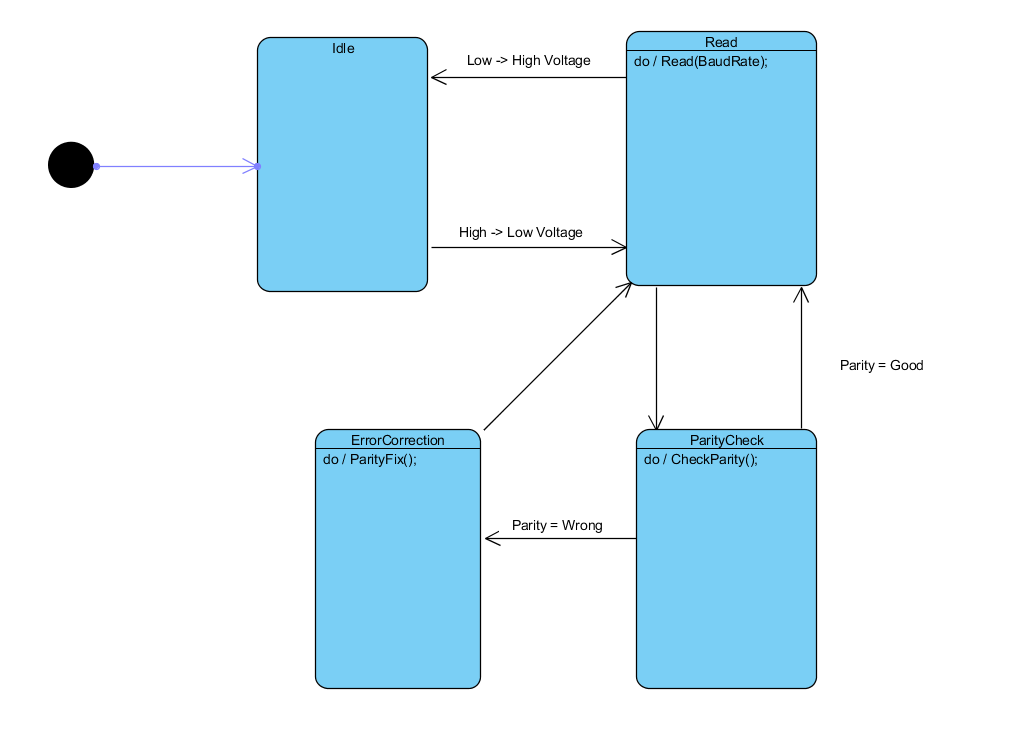 Idle
Read
do / Read(BaudRate);
Low -> High Voltage
High -> Low Voltage
Parity = Good
ErrorCorrection
do / ParityFix();
ParityCheck
do / CheckParity();
Parity = Wrong